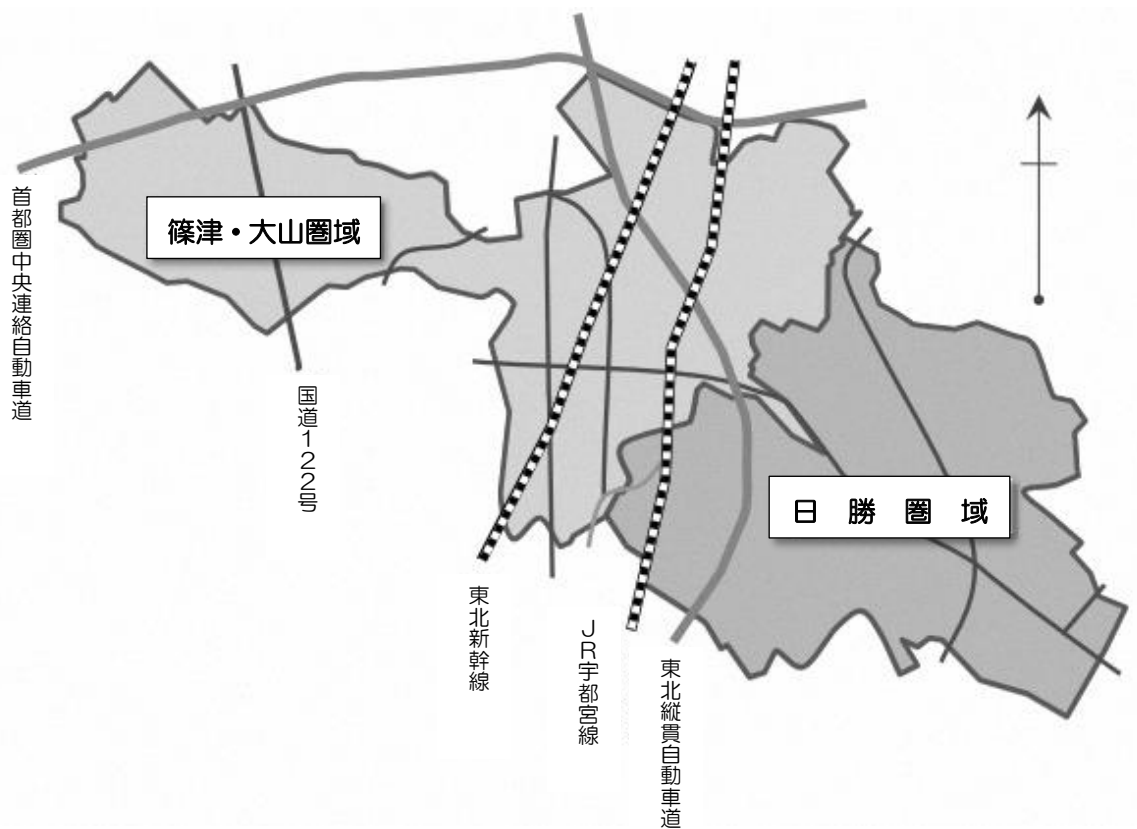 篠津・大山圏域
日勝圏域
首都圏中央連絡自動車道
国道122号
東北新幹線
JR宇都宮線
東北縦貫自動車道